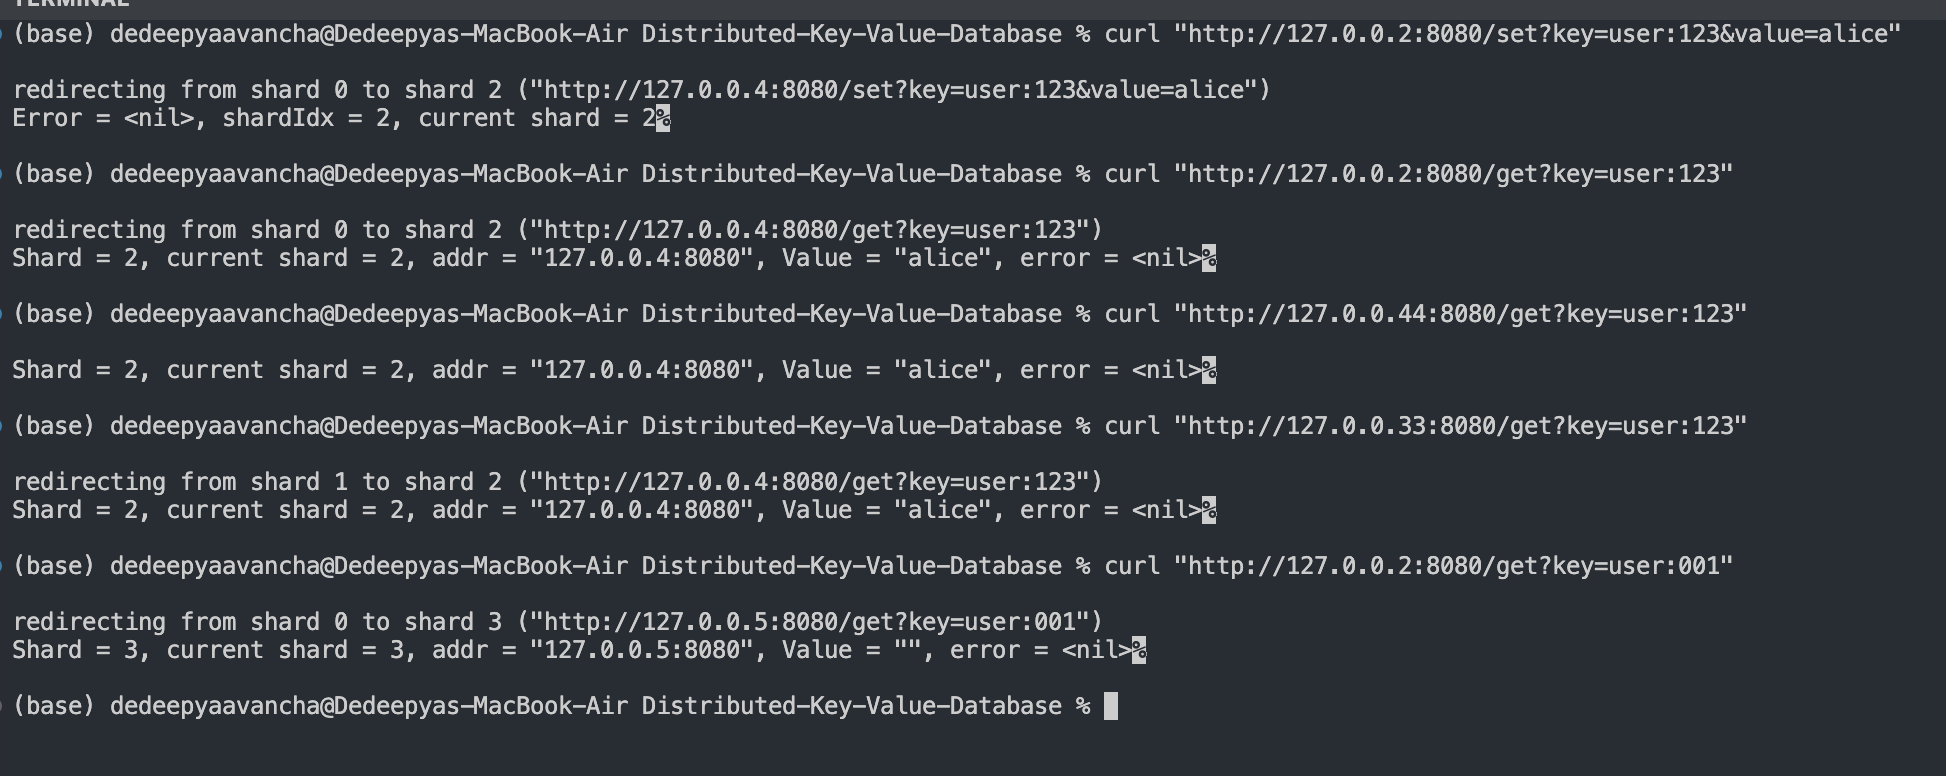 TERMINAL
(base) dedeepyaavancha@Dedeepyas-MacBook-Air Distributed-Key-Value-Database % curl "http://127.0.0.2:8080/set?key=user:123&value=alice"
redirecting from shard 0 to shard 2 ("http://127.0.0.4:8080/set?key=user:123&value=alice")
Error = <nil>, shardIdx = 2, current shard = 2%
(base) dedeepyaavancha@Dedeepyas-MacBook-Air Distributed-Key-Value-Database % curl "http://127.0.0.2:8080/get?key=user:123"
redirecting from shard 0 to shard 2 ("http://127.0.0.4:8080/get?key=user:123")
Shard = 2, current shard = 2, addr = "127.0.0.4:8080", Value = "alice", error = <nil>%
(base) dedeepyaavancha@Dedeepyas-MacBook-Air Distributed-Key-Value-Database % curl "http://127.0.0.44:8080/get?key=user:123"
Shard = 2, current shard = 2, addr = "127.0.0.4:8080", Value = "alice", error = <nil>%
(base) dedeepyaavancha@Dedeepyas-MacBook-Air Distributed-Key-Value-Database % curl "http://127.0.0.33:8080/get?key=user:123"
redirecting from shard 1 to shard 2 ("http://127.0.0.4:8080/get?key=user:123")
Shard = 2, current shard = 2, addr = "127.0.0.4:8080", Value = "alice", error = <nil>%
(base) dedeepyaavancha@Dedeepyas-MacBook-Air Distributed-Key-Value-Database % curl "http://127.0.0.2:8080/get?key=user:001"
redirecting from shard 0 to shard 3 ("http://127.0.0.5:8080/get?key=user:001")
Shard = 3, current shard = 3, addr = "127.0.0.5:8080", Value = "", error = <nil>%
(base) dedeepyaavancha@Dedeepyas-MacBook-Air Distributed-Key-Value-Database %